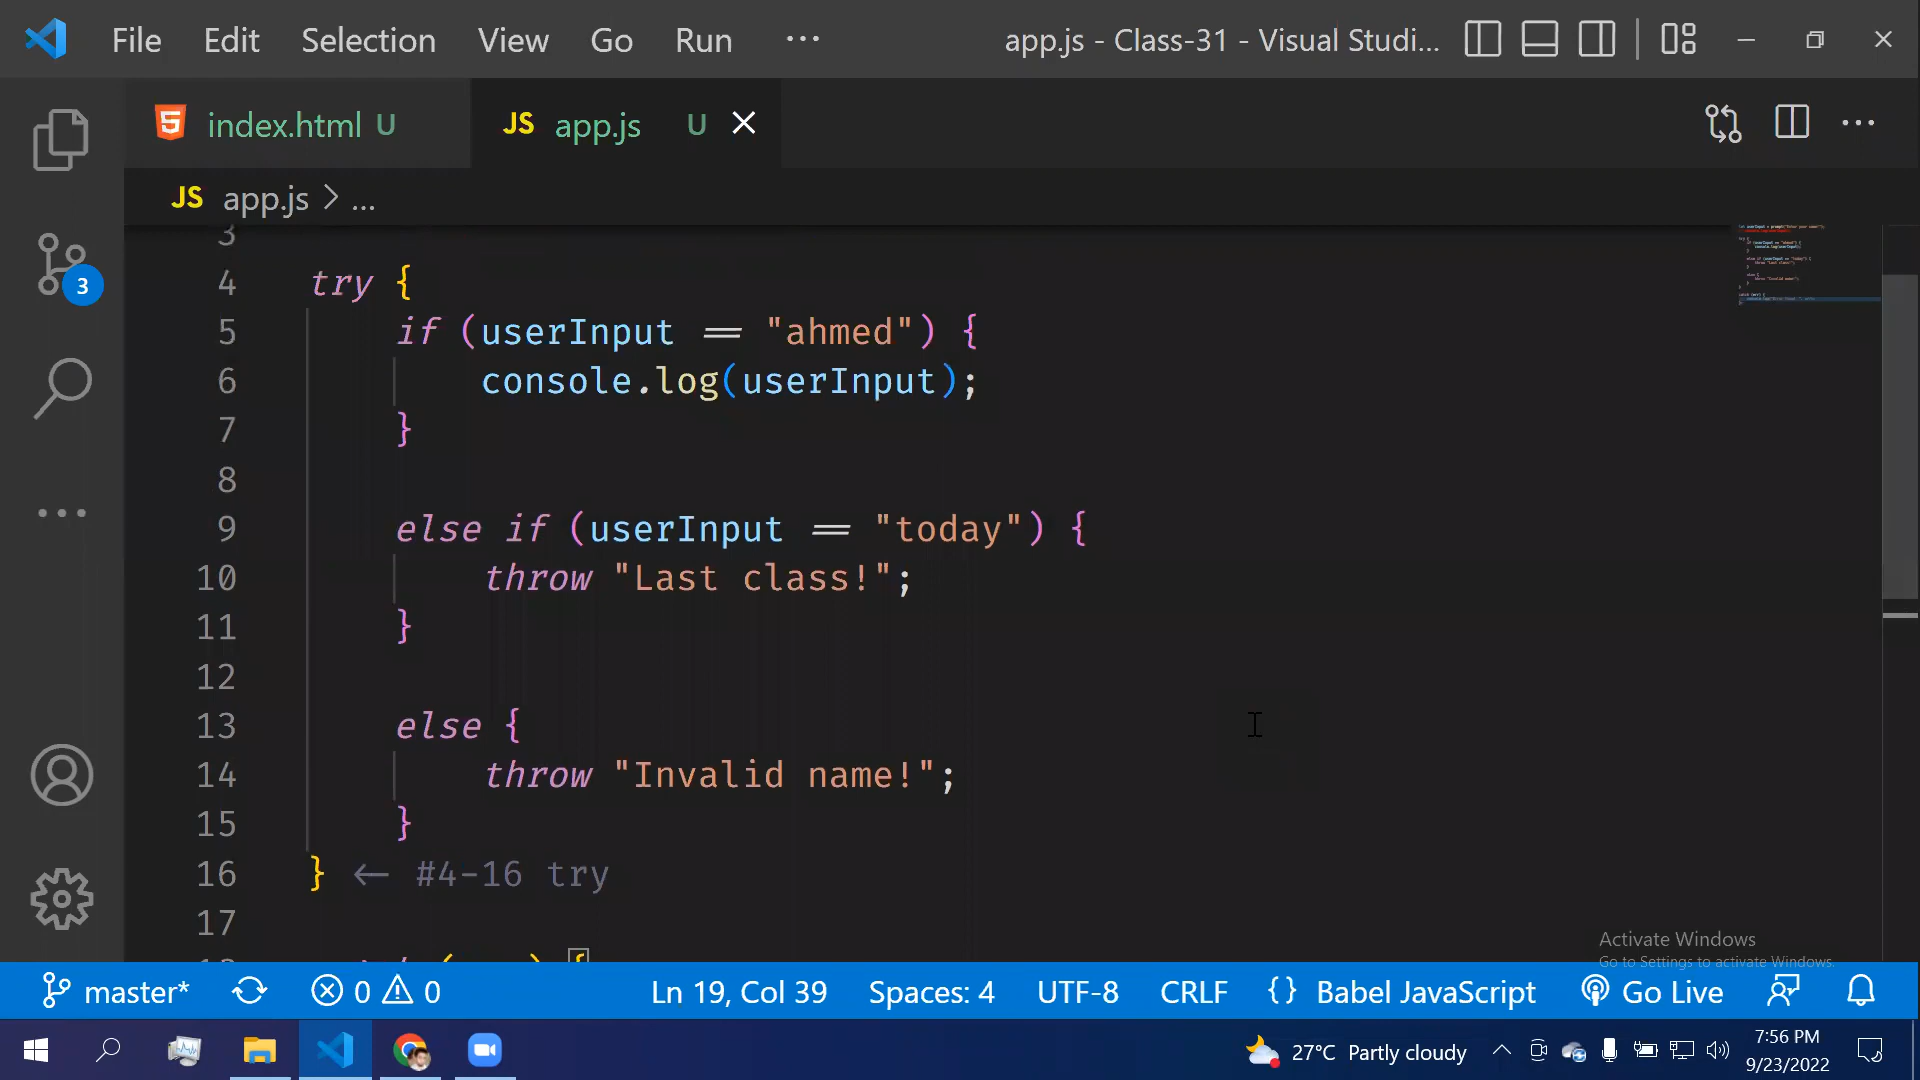 File Edit Selection View Go Run ···
app.js - Class-31 - Visual Studi...
index.html U
JS app.js U
JS app.js > ...
3
4 try {
5 if (userInput == "ahmed") {
6 console.log(userInput);
7 }
8
9 else if (userInput == "today") {
10 throw "Last class!";
11 }
12
13 else {
14 throw "Invalid name!";
15 }
16 } <- #4-16 try
17
Activate Windows
Go to Settings to activate Windows.
3
master* 0 0 Ln 19, Col 39 Spaces: 4 UTF-8 CRLF {} Babel JavaScript Go Live
27°C Partly cloudy
7:56 PM
9/23/2022